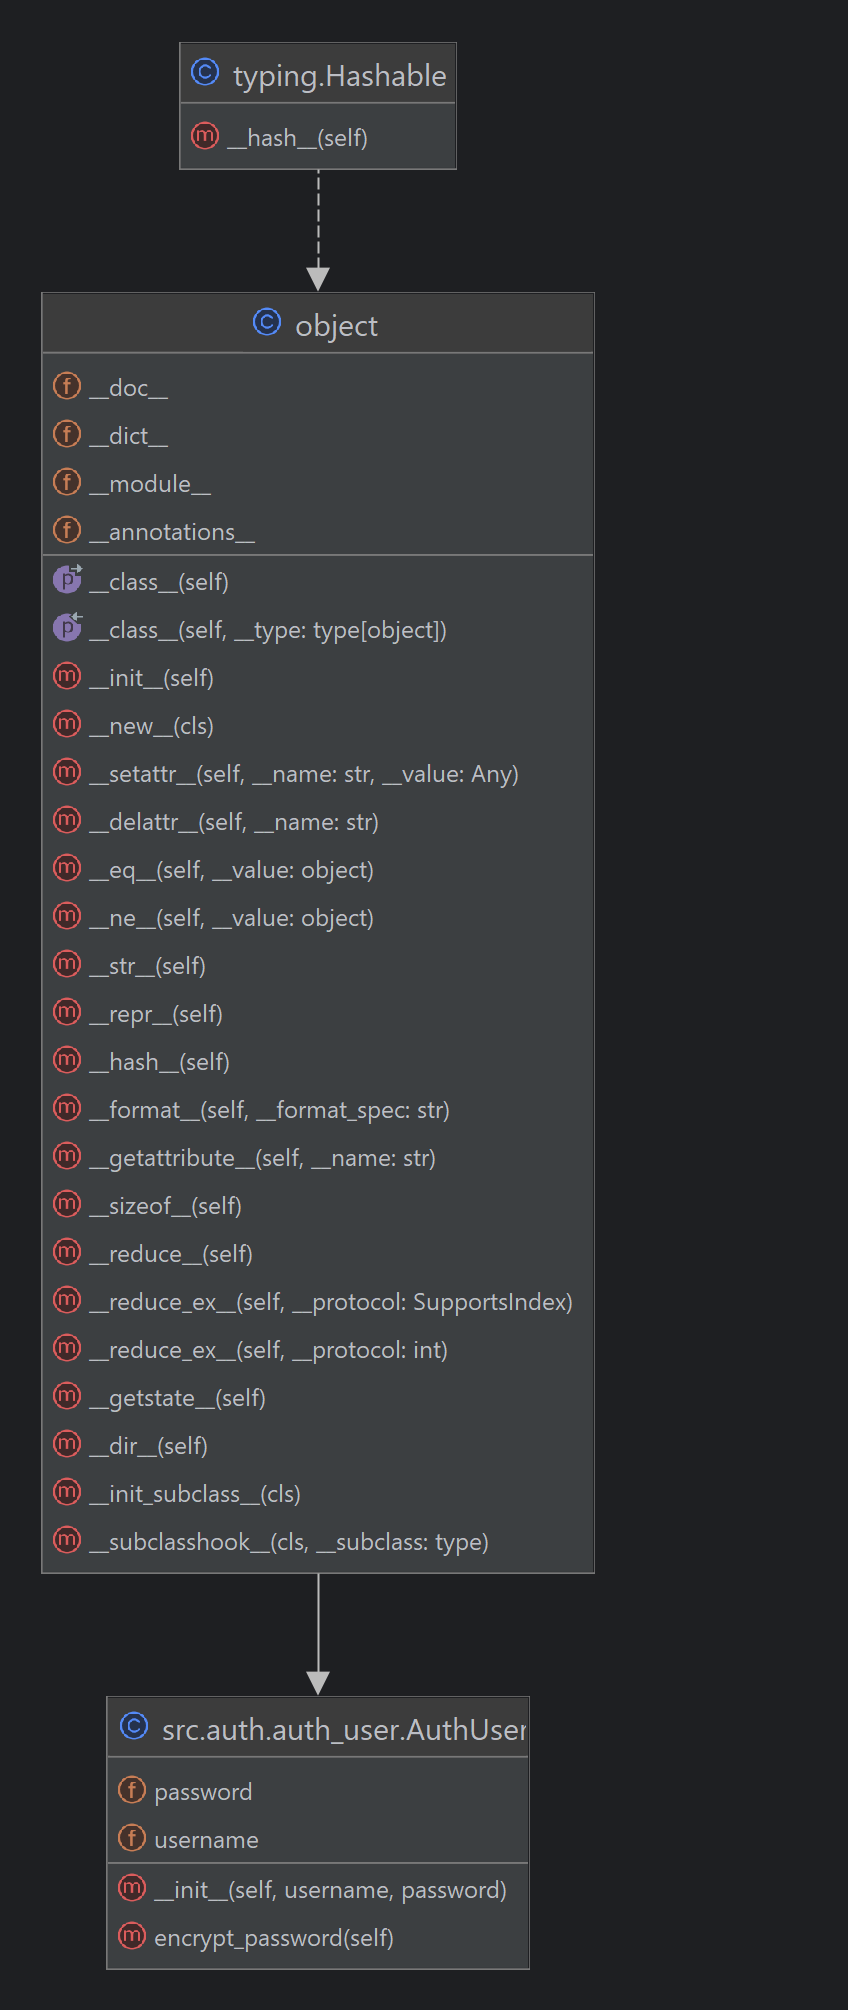 typing.Hashable
__hash__(self)
object
__doc__
__dict__
__module__
__annotations__
__class__(self)
__class__(self, __type: type[object])
__init__(self)
__new__(cls)
__setattr__(self, __name: str, __value: Any)
__delattr__(self, __name: str)
__eq__(self, __value: object)
__ne__(self, __value: object)
__str__(self)
__repr__(self)
__hash__(self)
__format__(self, __format_spec: str)
__getattribute__(self, __name: str)
__sizeof__(self)
__reduce__(self)
__reduce_ex__(self, __protocol: SupportsIndex)
__reduce_ex__(self, __protocol: int)
__getstate__(self)
__dir__(self)
__init_subclass__(cls)
__subclasshook__(cls, __subclass: type)
src.auth.auth_user.AuthUser
password
username
__init__(self, username, password)
encrypt_password(self)